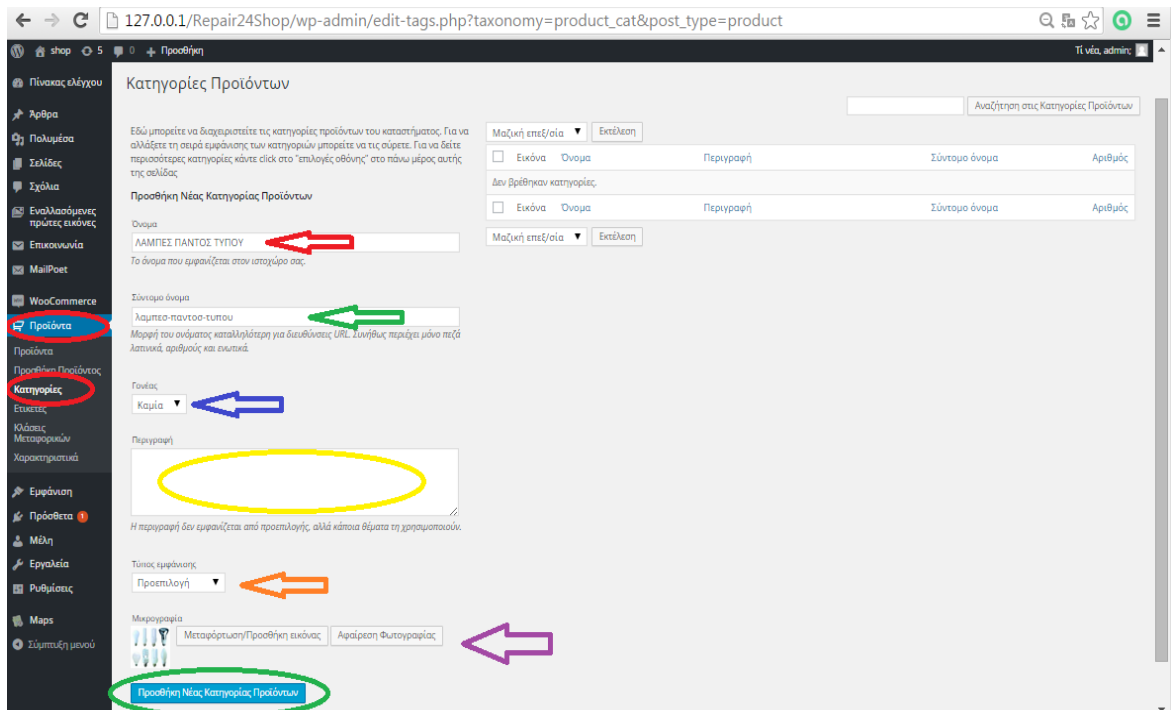 127.0.0.1/Repair24Shop/wp-admin/edit-tags.php?taxonomy=product_cat&post_type=product
shop 5 0 + Προσθήκη
Τί νέα, admin;
Πίνακας ελέγχου
Άρθρα
Πολυμέσα
Σελίδες
Σχόλια
Εναλλασόμενες
πρώτες εικόνες
Επικοινωνία
MailPoet
WooCommerce
Προϊόντα
Προϊόντα
Προσθήκη Προϊόντος
Κατηγορίες
Ετικέτες
Κλάσεις
Μεταφορικών
Χαρακτηριστικά
Εμφάνιση
Πρόσθετα 1
Μέλη
Εργαλεία
Ρυθμίσεις
Maps
Σύμπτυξη μενού
Κατηγορίες Προϊόντων
Αναζήτηση στις Κατηγορίες Προϊόντων
Εδώ μπορείτε να διαχειριστείτε τις κατηγορίες προϊόντων του καταστήματος. Για να
αλλάξετε τη σειρά εμφάνισης των κατηγοριών μπορείτε να τις σύρετε. Για να δείτε
περισσότερες κατηγορίες κάντε click στο "επιλογές οθόνης" στο πάνω μέρος αυτής
της σελίδας
Προσθήκη Νέας Κατηγορίας Προϊόντων
Όνομα
ΛΑΜΠΕΣ ΠΑΝΤΟΣ ΤΥΠΟΥ
Το όνομα που εμφανίζεται στον ιστοχώρο σας.
Σύντομο όνομα
λαμπεσ-παντοσ-τυπου
Μορφή του ονόματος καταλληλότερη για διευθύνσεις URL. Συνήθως περιέχει μόνο πεζά
λατινικά, αριθμούς και ενωτικά.
Γονέας
Καμία
Περιγραφή
Η περιγραφή δεν εμφανίζεται από προεπιλογής, αλλά κάποια θέματα τη χρησιμοποιούν.
Τύπος εμφάνισης
Προεπιλογή
Μικρογραφία
Μεταφόρτωση/Προσθήκη εικόνας Αφαίρεση Φωτογραφίας
Προσθήκη Νέας Κατηγορίας Προϊόντων
Μαζική επεξ/σία Εκτέλεση
Εικόνα Όνομα Περιγραφή Σύντομο όνομα Αριθμός
Δεν βρέθηκαν κατηγορίες.
Εικόνα Όνομα Περιγραφή Σύντομο όνομα Αριθμός
Μαζική επεξ/σία Εκτέλεση